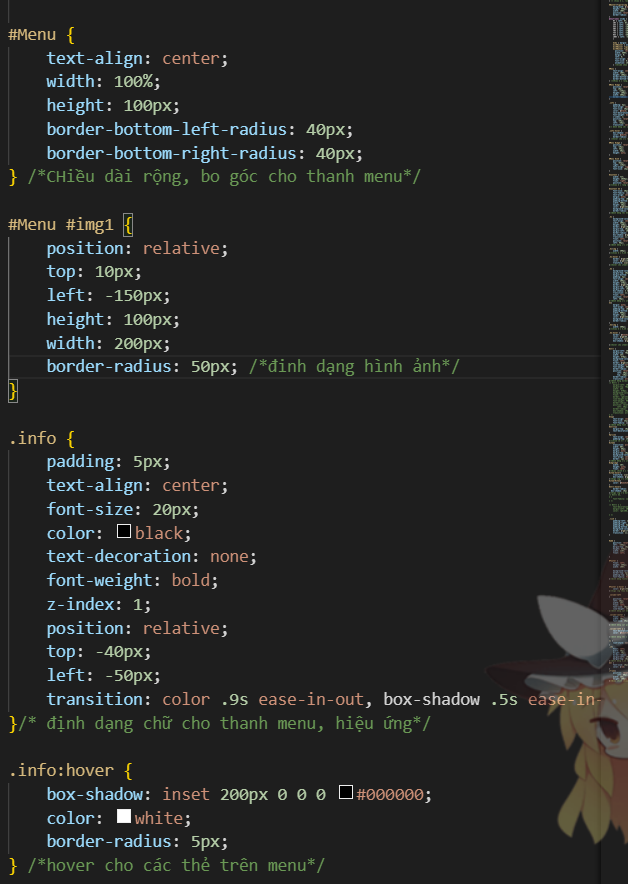 #Menu {
    text-align: center;
    width: 100%;
    height: 100px;
    border-bottom-left-radius: 40px;
    border-bottom-right-radius: 40px;
} /*CHiều dài rộng, bo góc cho thanh menu*/
#Menu #img1 {
    position: relative;
    top: 10px;
    left: -150px;
    height: 100px;
    width: 200px;
    border-radius: 50px; /*đinh dạng hình ảnh*/
}
.info {
    padding: 5px;
    text-align: center;
    font-size: 20px;
    color: black;
    text-decoration: none;
    font-weight: bold;
    z-index: 1;
    position: relative;
    top: -40px;
    left: -50px;
    transition: color .9s ease-in-out, box-shadow .5s ease-in-
}/* định dạng chữ cho thanh menu, hiệu ứng*/
.info:hover {
    box-shadow: inset 200px 0 0 0 #000000;
    color: white;
    border-radius: 5px;
} /*hover cho các thẻ trên menu*/